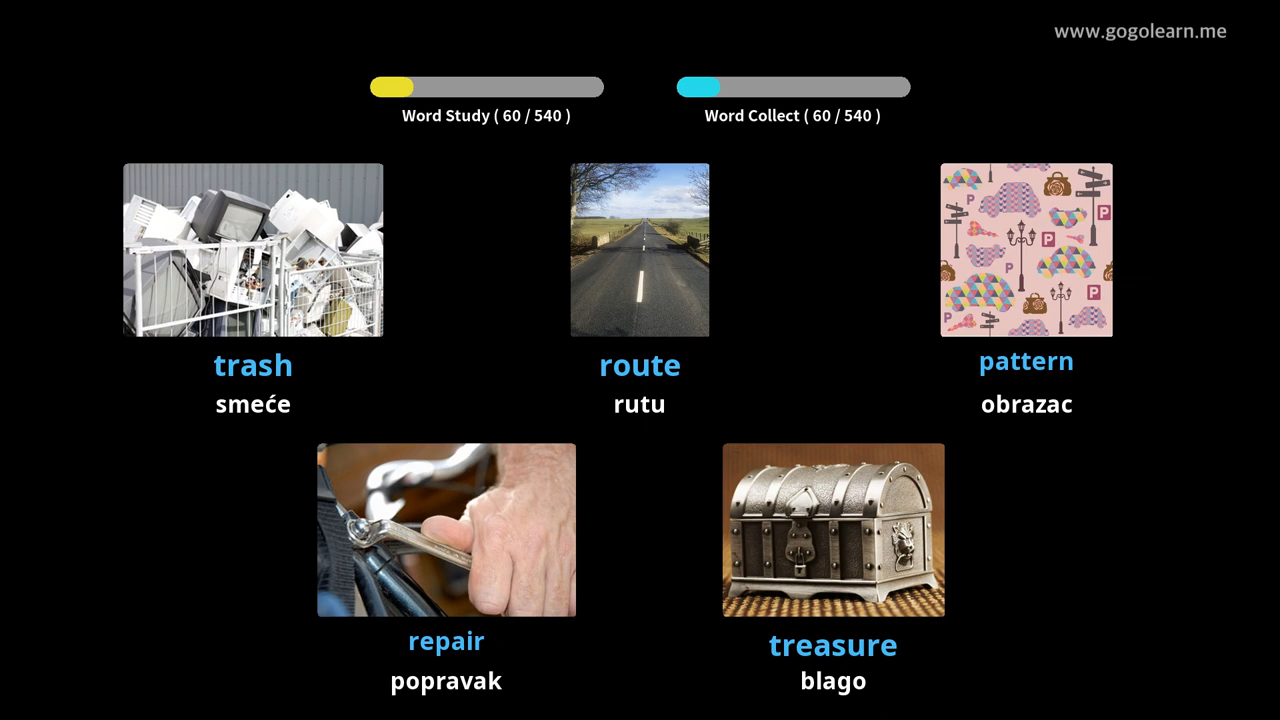 www.gogolearn.me
Word Study ( 60 / 540 )
Word Collect ( 60 / 540 )
trash
smeće
route
rutu
pattern
obrazac
repair
popravak
treasure
blago